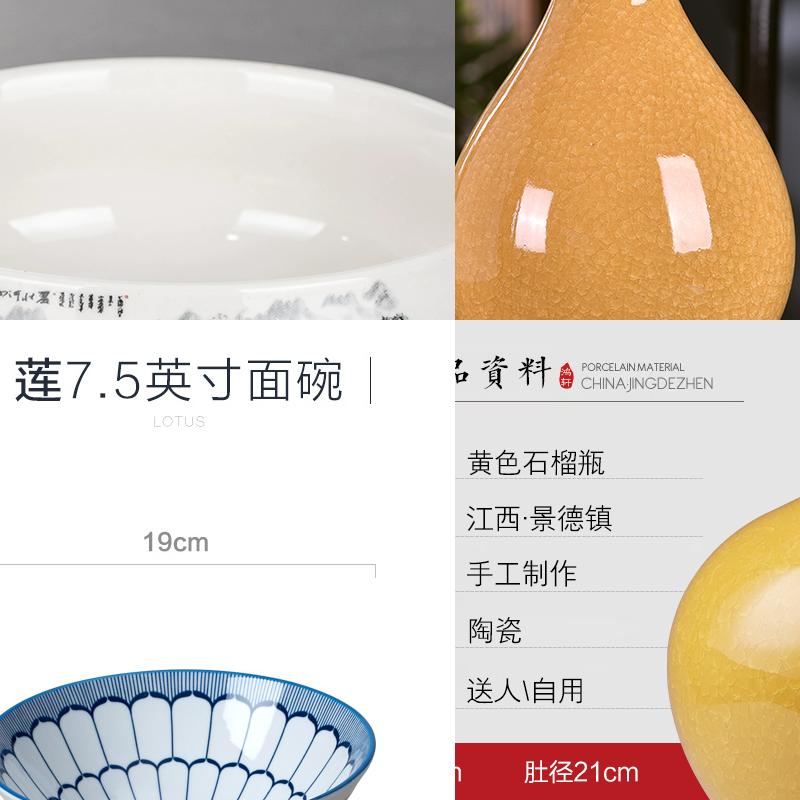 莲7.5英寸面碗
LOTUS
19cm
品資料
鸿轩
PORCELAIN MATERIAL
CHINA·JINGDEZHEN
黄色石榴瓶
江西·景德镇
手工制作
陶瓷
送人\自用
肚径21cm